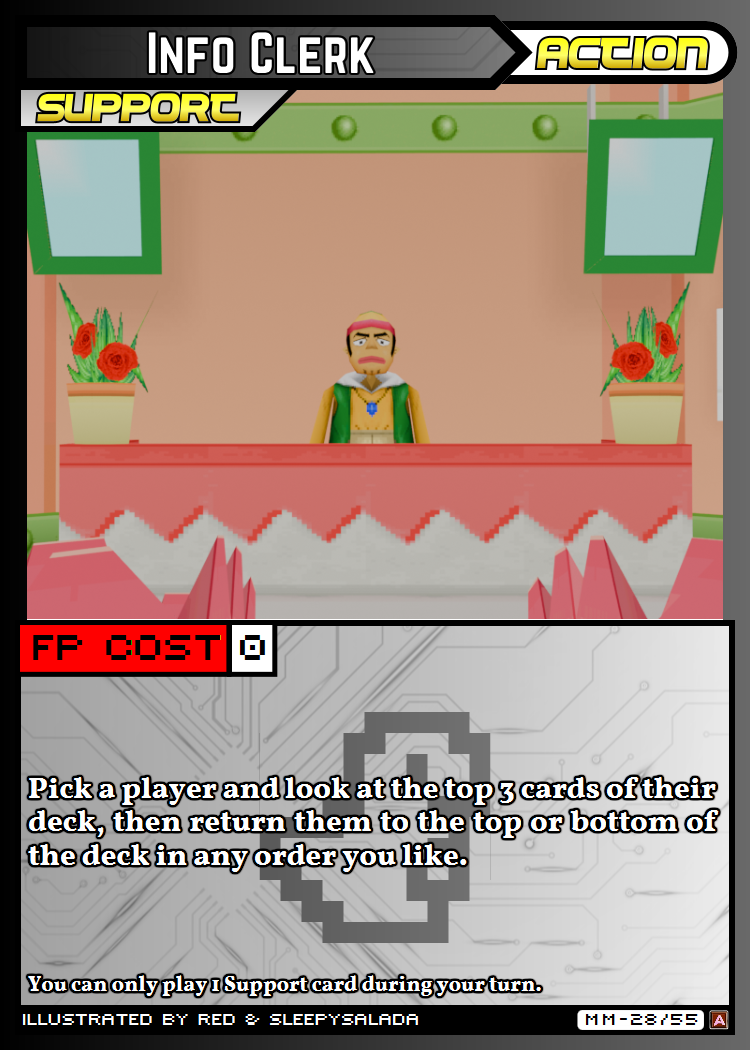 Info Clerk
ACTION
SUPPORT
FP COST 0
Pick a player and look at the top 3 cards of their
deck, then return them to the top or bottom of
the deck in any order you like.
You can only play 1 Support card during your turn.
ILLUSTRATED BY RED & SLEEPYSALADA
MM-28/55
A